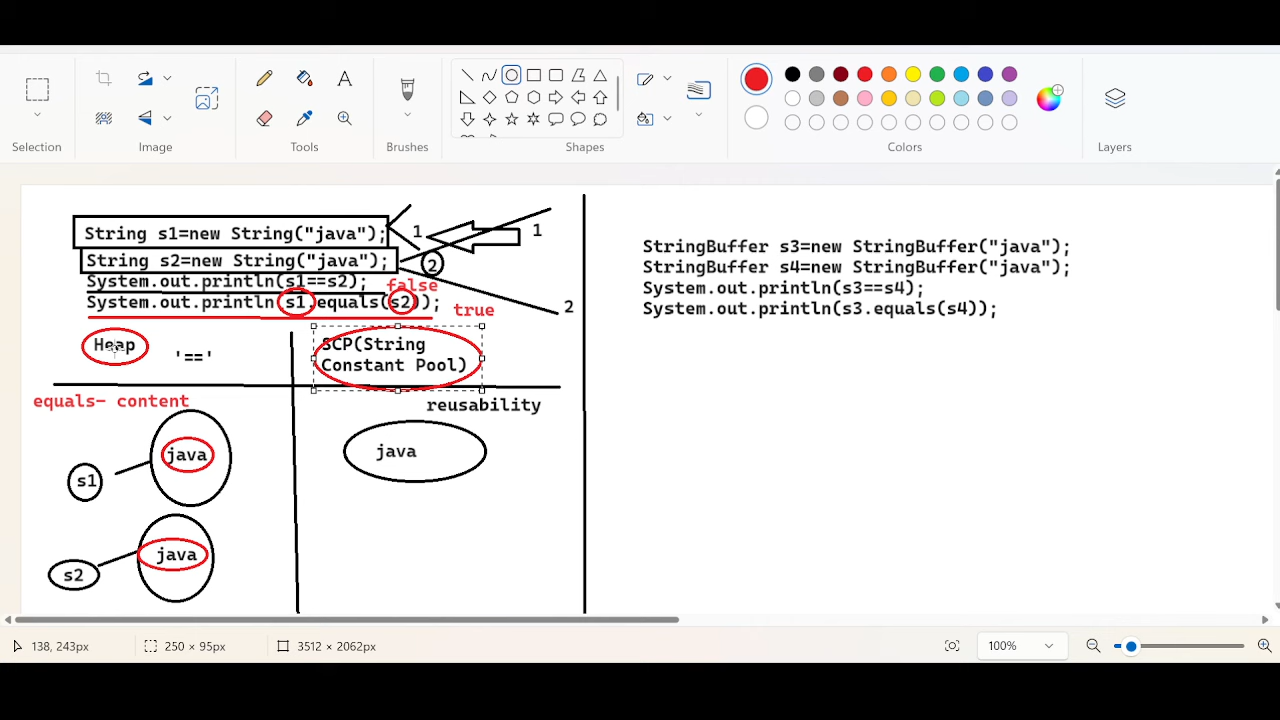 Selection
Image
Tools
Brushes
Shapes
Colors
Layers
String s1=new String("java");
1
1
String s2=new String("java");
2
System.out.println(s1==s2);
false
System.out.println(s1.equals(s2));
true
2
Heap
'=='
SCP(String
Constant Pool)
equals- content
reusability
java
java
s1
java
s2
StringBuffer s3=new StringBuffer("java");
StringBuffer s4=new StringBuffer("java");
System.out.println(s3==s4);
System.out.println(s3.equals(s4));
138, 243px
250 × 95px
3512 × 2062px
100%